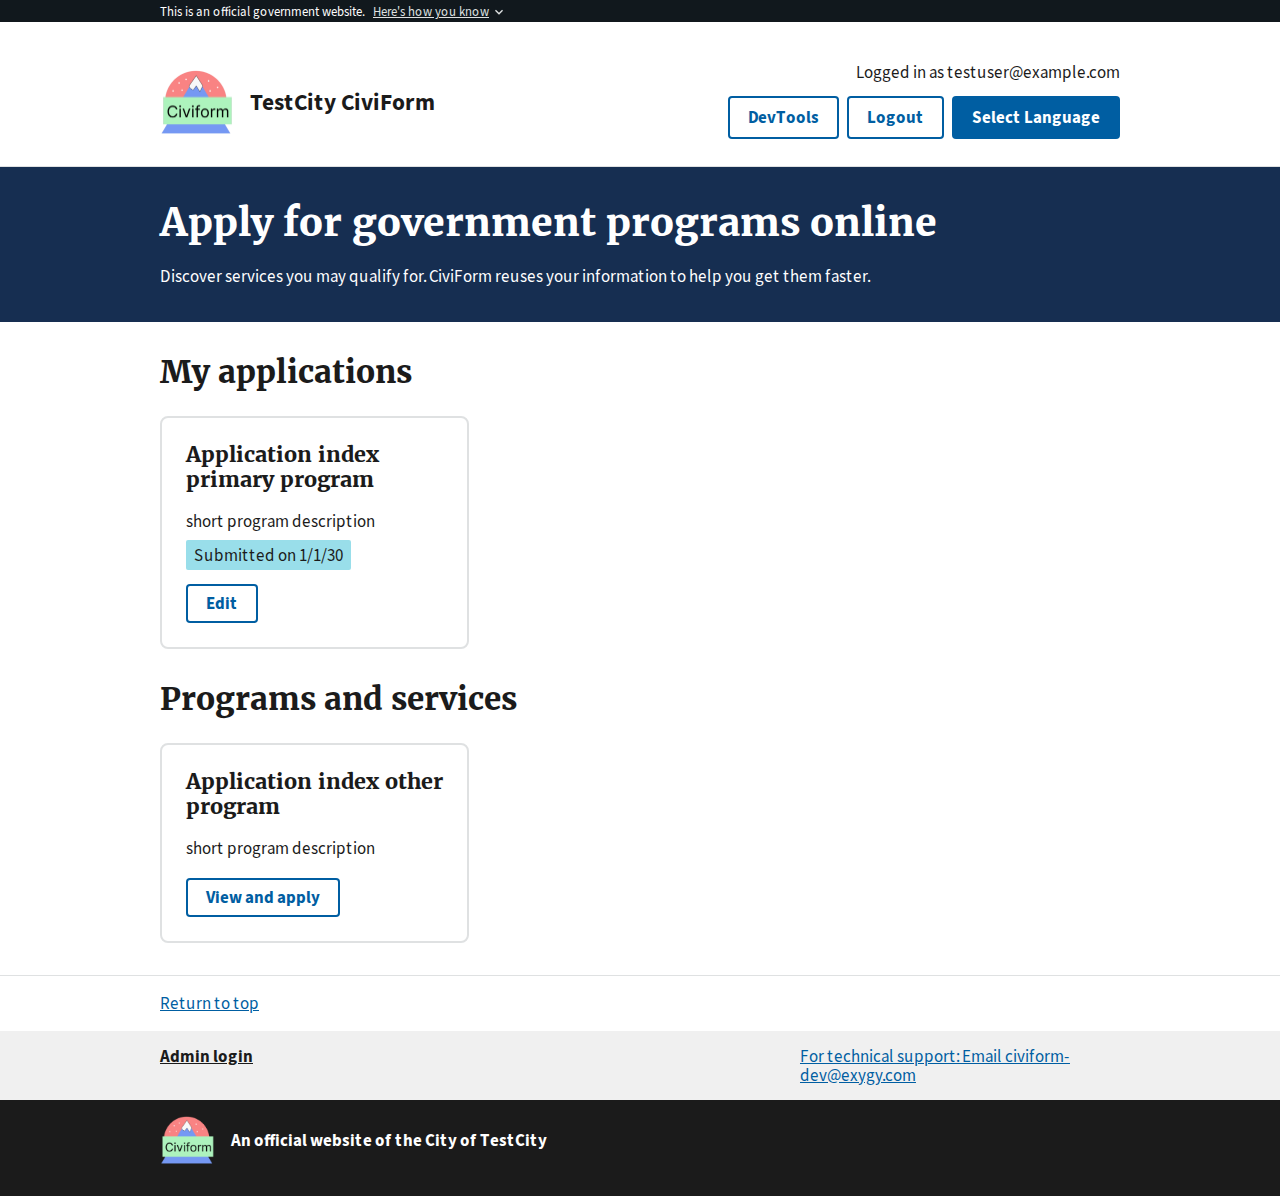 This is an official government website. Here's how you know
Logged in as testuser@example.com
Civiform
TestCity CiviForm
DevTools
Logout
Select Language
Apply for government programs online
Discover services you may qualify for. CiviForm reuses your information to help you get them faster.
My applications
Application index
primary program
short program description
Submitted on 1/1/30
Edit
Programs and services
Application index other
program
short program description
View and apply
Return to top
Admin login
For technical support: Email civiform-
dev@exygy.com
Civiform
An official website of the City of TestCity